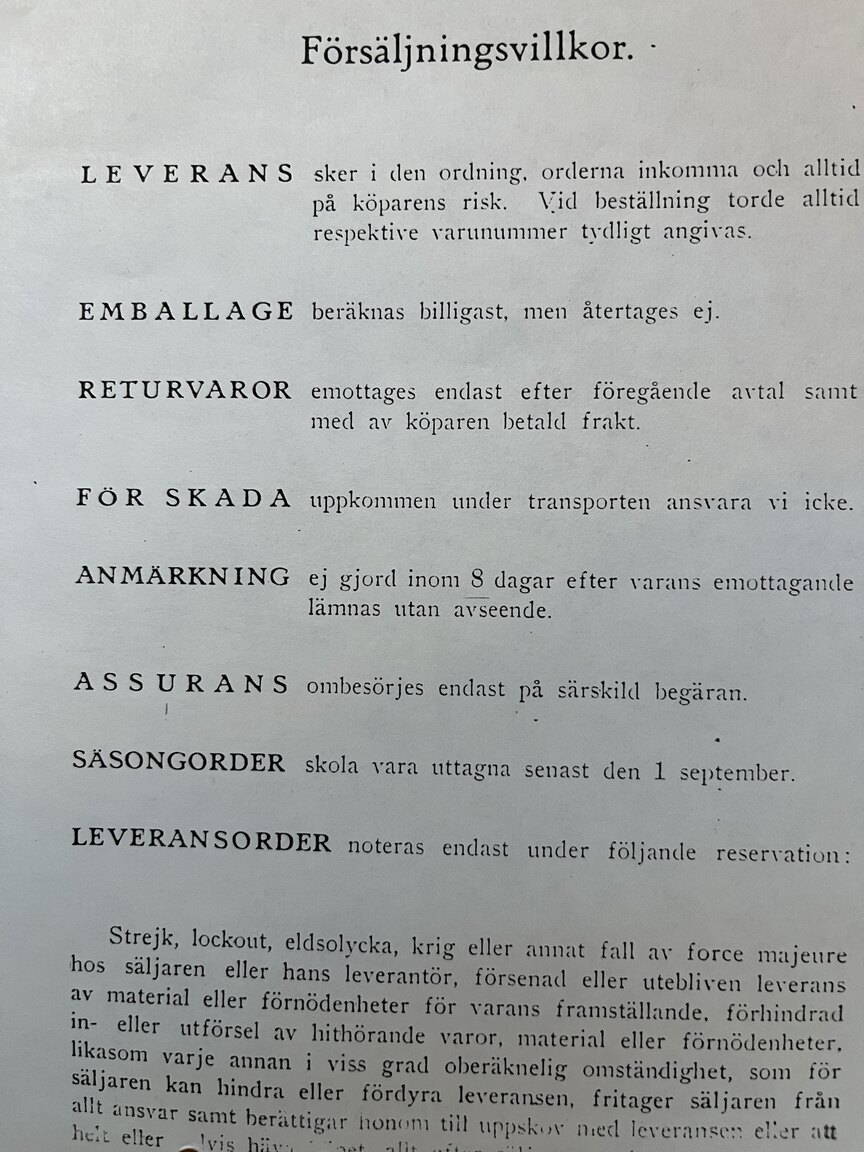 Försäljningsvillkor.
LEVERANS sker i den ordning, orderna inkomma och alltid
på köparens risk. Vid beställning torde alltid
respektive varunummer tydligt angivas.
EMBALLAGE beräknas billigast, men återtages ej.
RETURVAROR emottages endast efter föregående avtal samt
med av köparen betald frakt.
FÖR SKADA uppkommen under transporten ansvara vi icke.
ANMÄRKNING ej gjord inom 8 dagar efter varans emottagande
lämnas utan avseende.
ASSURANS ombesörjes endast på särskild begäran.
SÄSONGORDER skola vara uttagna senast den 1 september.
LEVERANSORDER noteras endast under följande reservation:
Strejk, lockout, eldsolycka, krig eller annat fall av force majeure
hos säljaren eller hans leverantör, försenad eller utebliven leverans
av material eller förnödenheter för varans framställande, förhindrad
in- eller utförsel av hithörande varor, material eller förnödenheter,
likasom varje annan i viss grad oberäknelig omständighet, som för
säljaren kan hindra eller fördyra leveransen, fritager säljaren från
allt ansvar samt berättigar honom till uppskov med leveransen eller att
helt eller